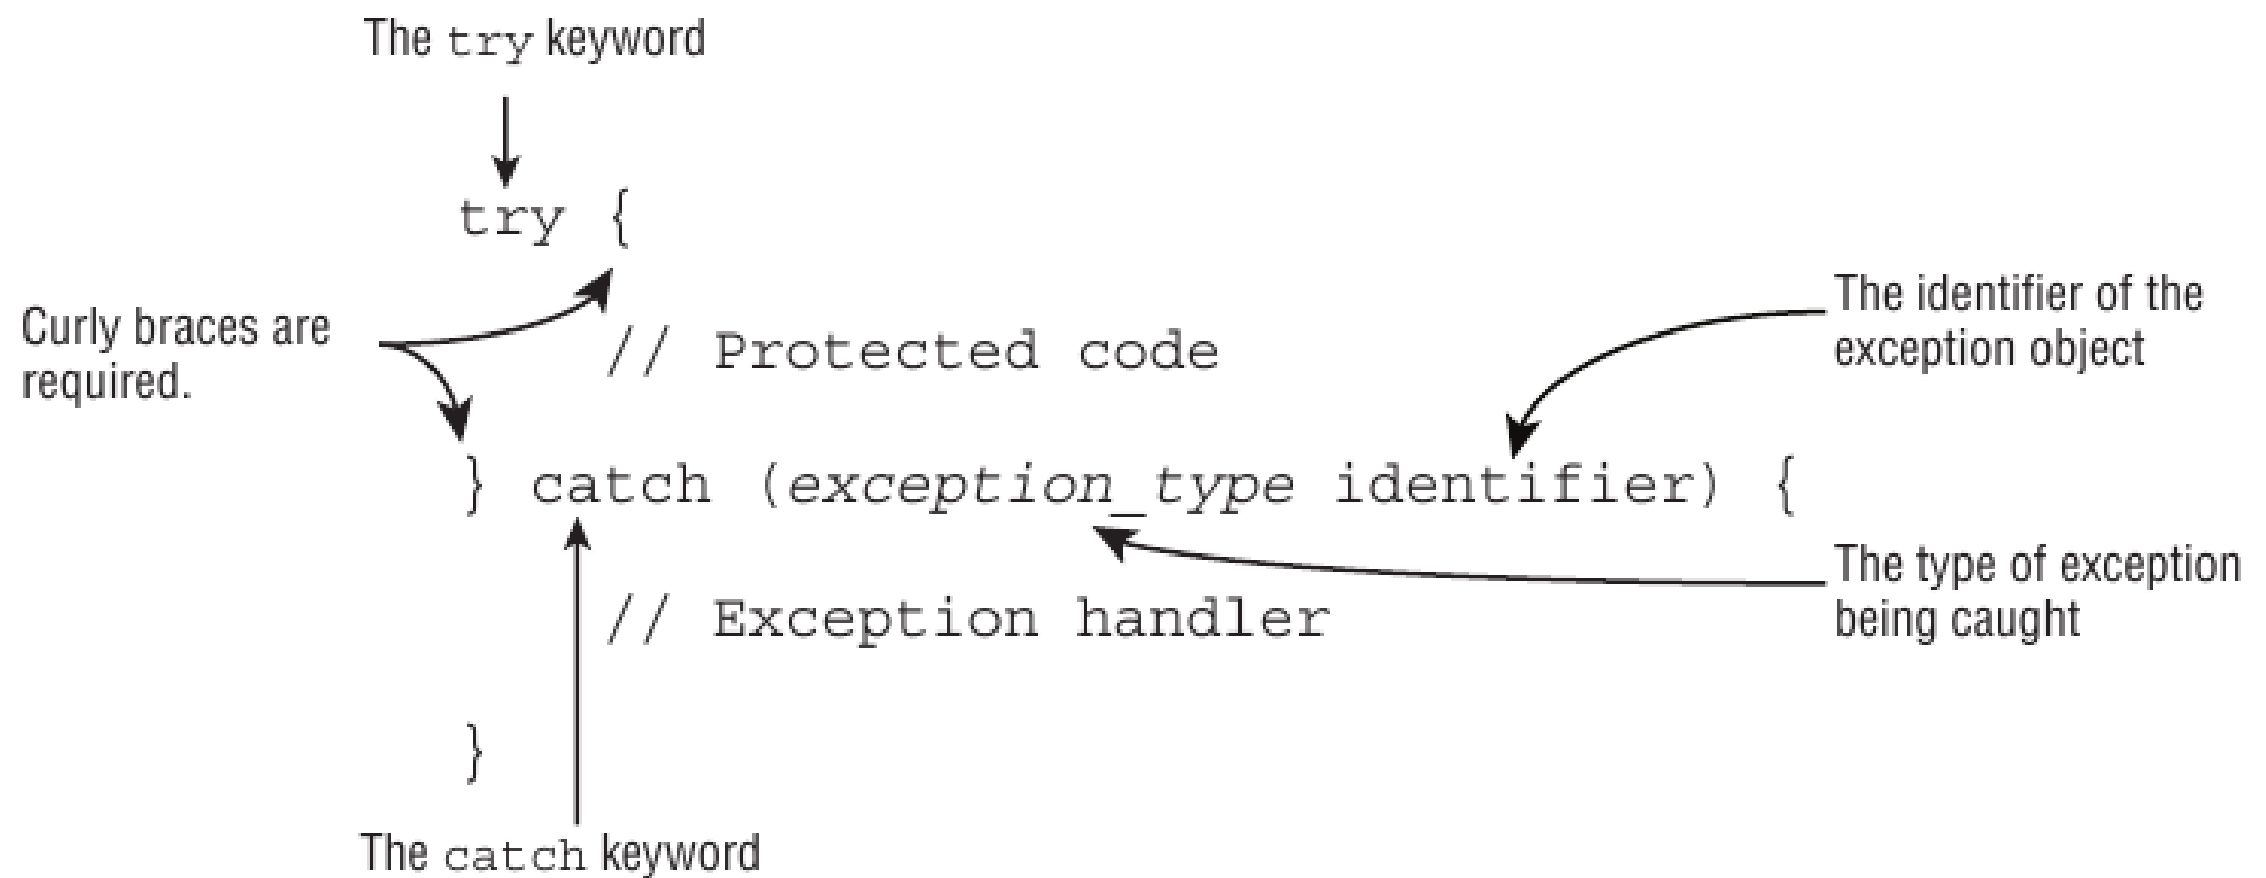 The try keyword
try {
Curly braces are
required.
// Protected code
The identifier of the
exception object
} catch (exception_type identifier) {
The type of exception
being caught
// Exception handler
}
The catch keyword